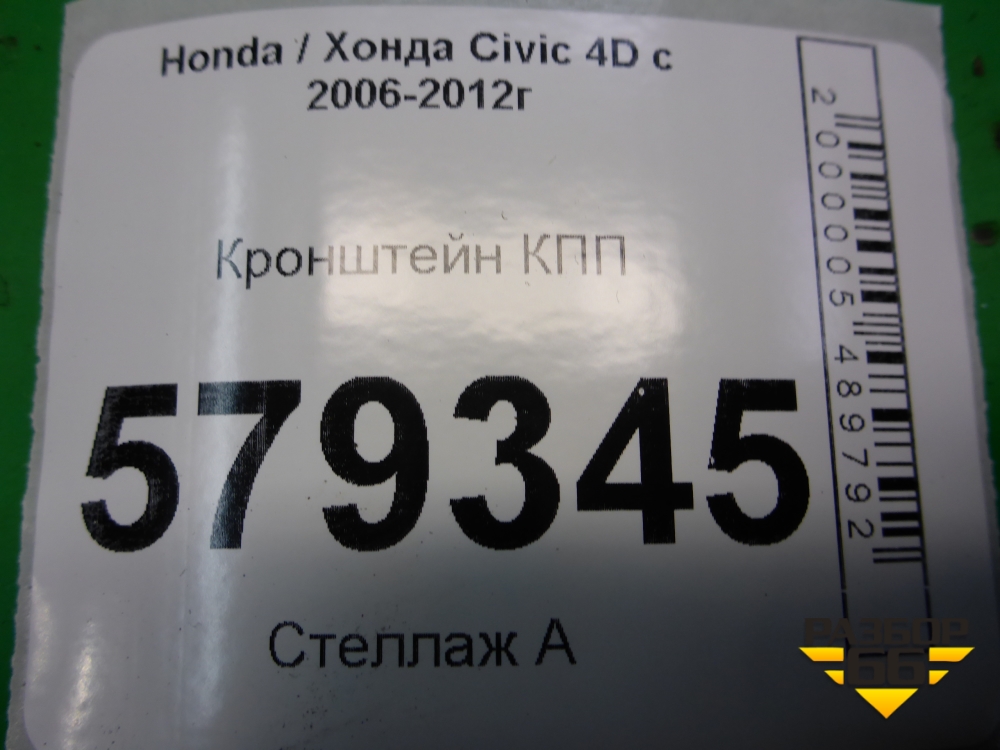 Honda / Хонда Civic 4D с
2006-2012г
Кронштейн КПП
579345
Стеллаж А
2000005489792
РАЗБОР
66